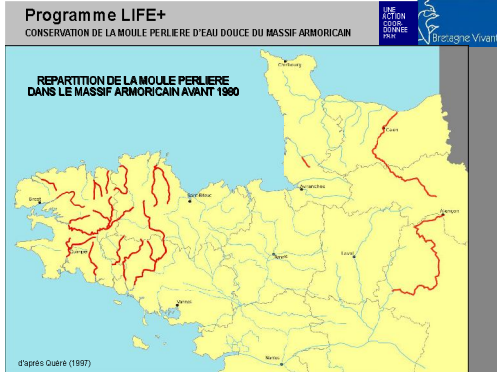 Programme LIFE+
CONSERVATION DE LA MOULE PERLIERE D'EAU DOUCE DU MASSIF ARMORICAIN
UNE
ACTION
COOR-
DONNEE
PAR
Bretagne Vivant
REPARTITION DE LA MOULE PERLIERE
DANS LE MASSIF ARMORICAIN AVANT 1980
Cherbourg
Caen
Avranches
Alençon
Saint-Brieuc
Brest
Quimper
Rennes
Laval
Vannes
Nantes
d'après Quéré (1997)